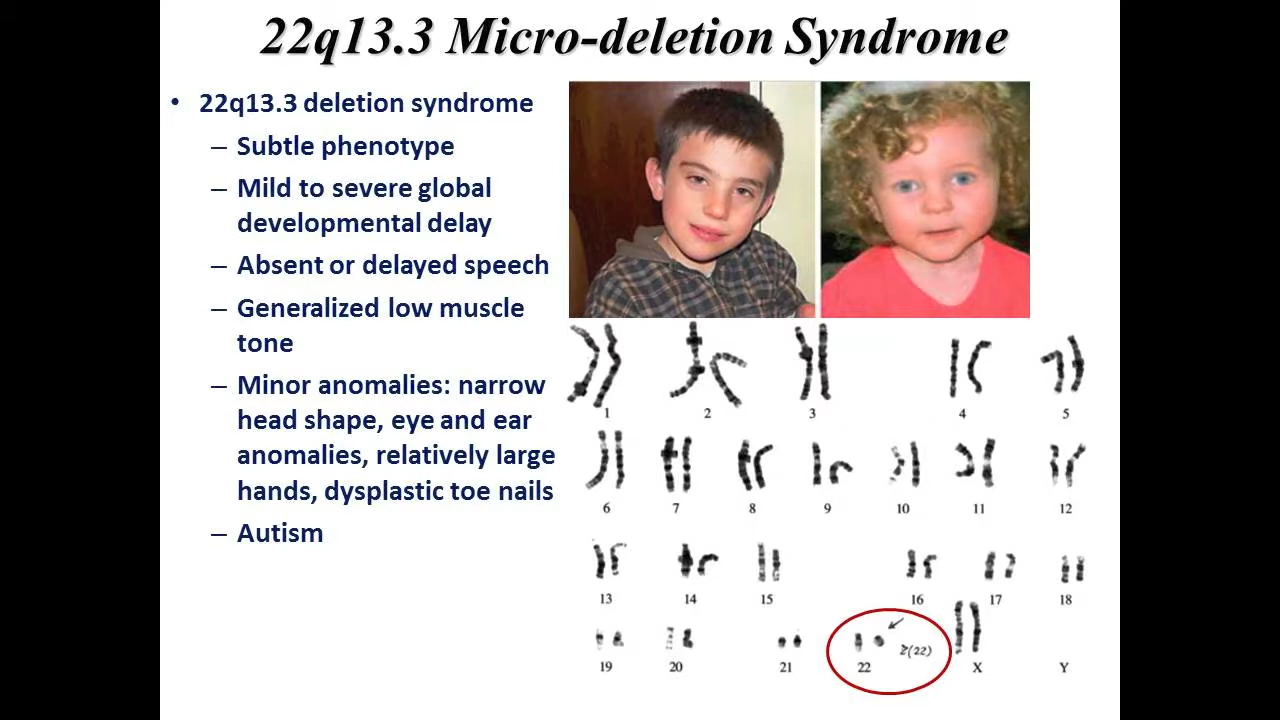 22q13.3 Micro-deletion Syndrome
• 22q13.3 deletion syndrome
– Subtle phenotype
– Mild to severe global
developmental delay
– Absent or delayed speech
– Generalized low muscle
tone
– Minor anomalies: narrow
head shape, eye and ear
anomalies, relatively large
hands, dysplastic toe nails
– Autism
1 2 3 4 5
6 7 8 9 10 11 12
13 14 15 16 17 18
(22)
19 20 21 22 X Y